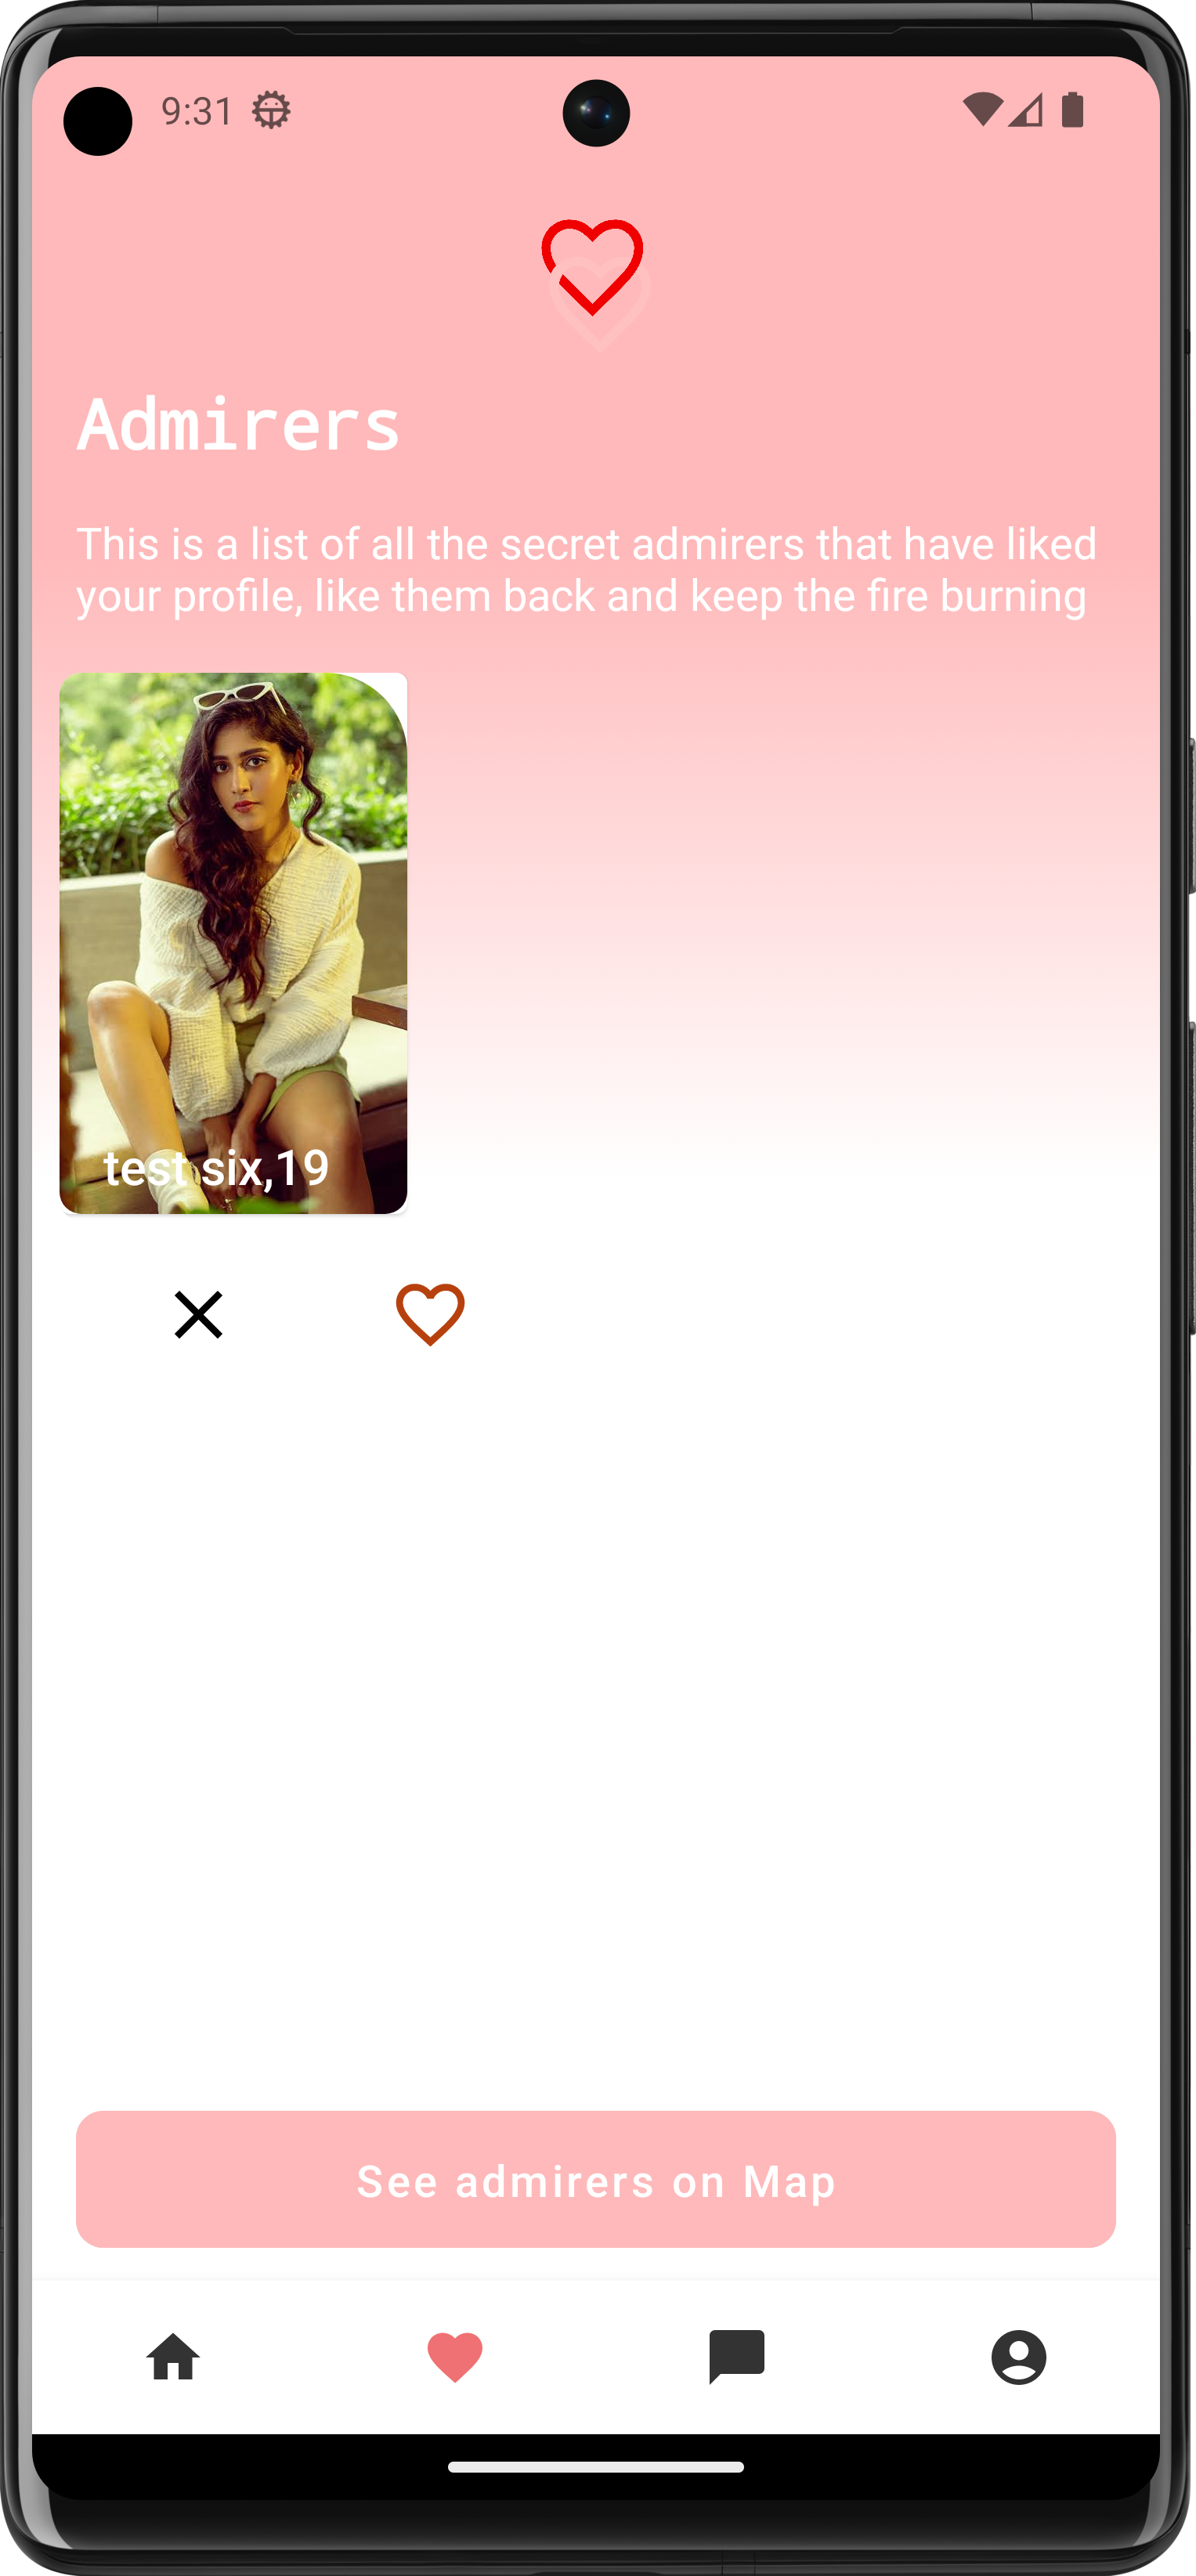 9:31
Admirers
This is a list of all the secret admirers that have liked
your profile, like them back and keep the fire burning
test six,19
See admirers on Map